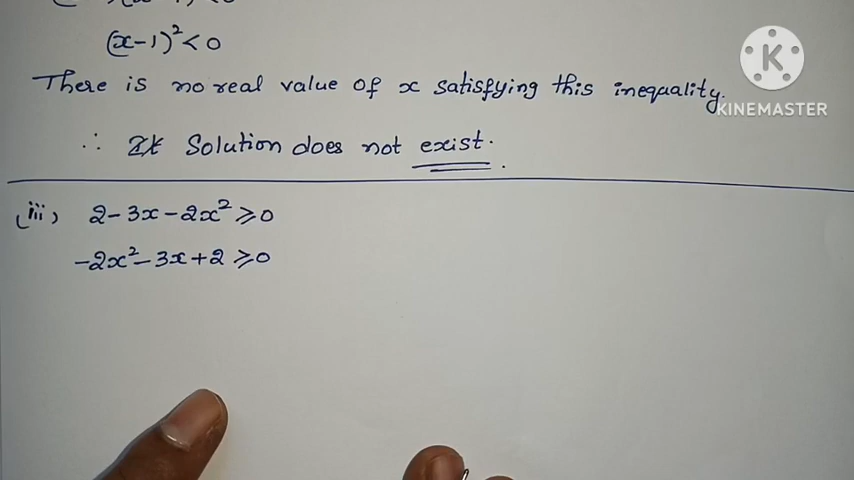 (x-1)² < 0
There is no real value of x satisfying this inequality.
∴ Solution does not exist.
(iii) 2-3x-2x² ≥ 0
-2x²-3x+2 ≥ 0
K
KINEMASTER